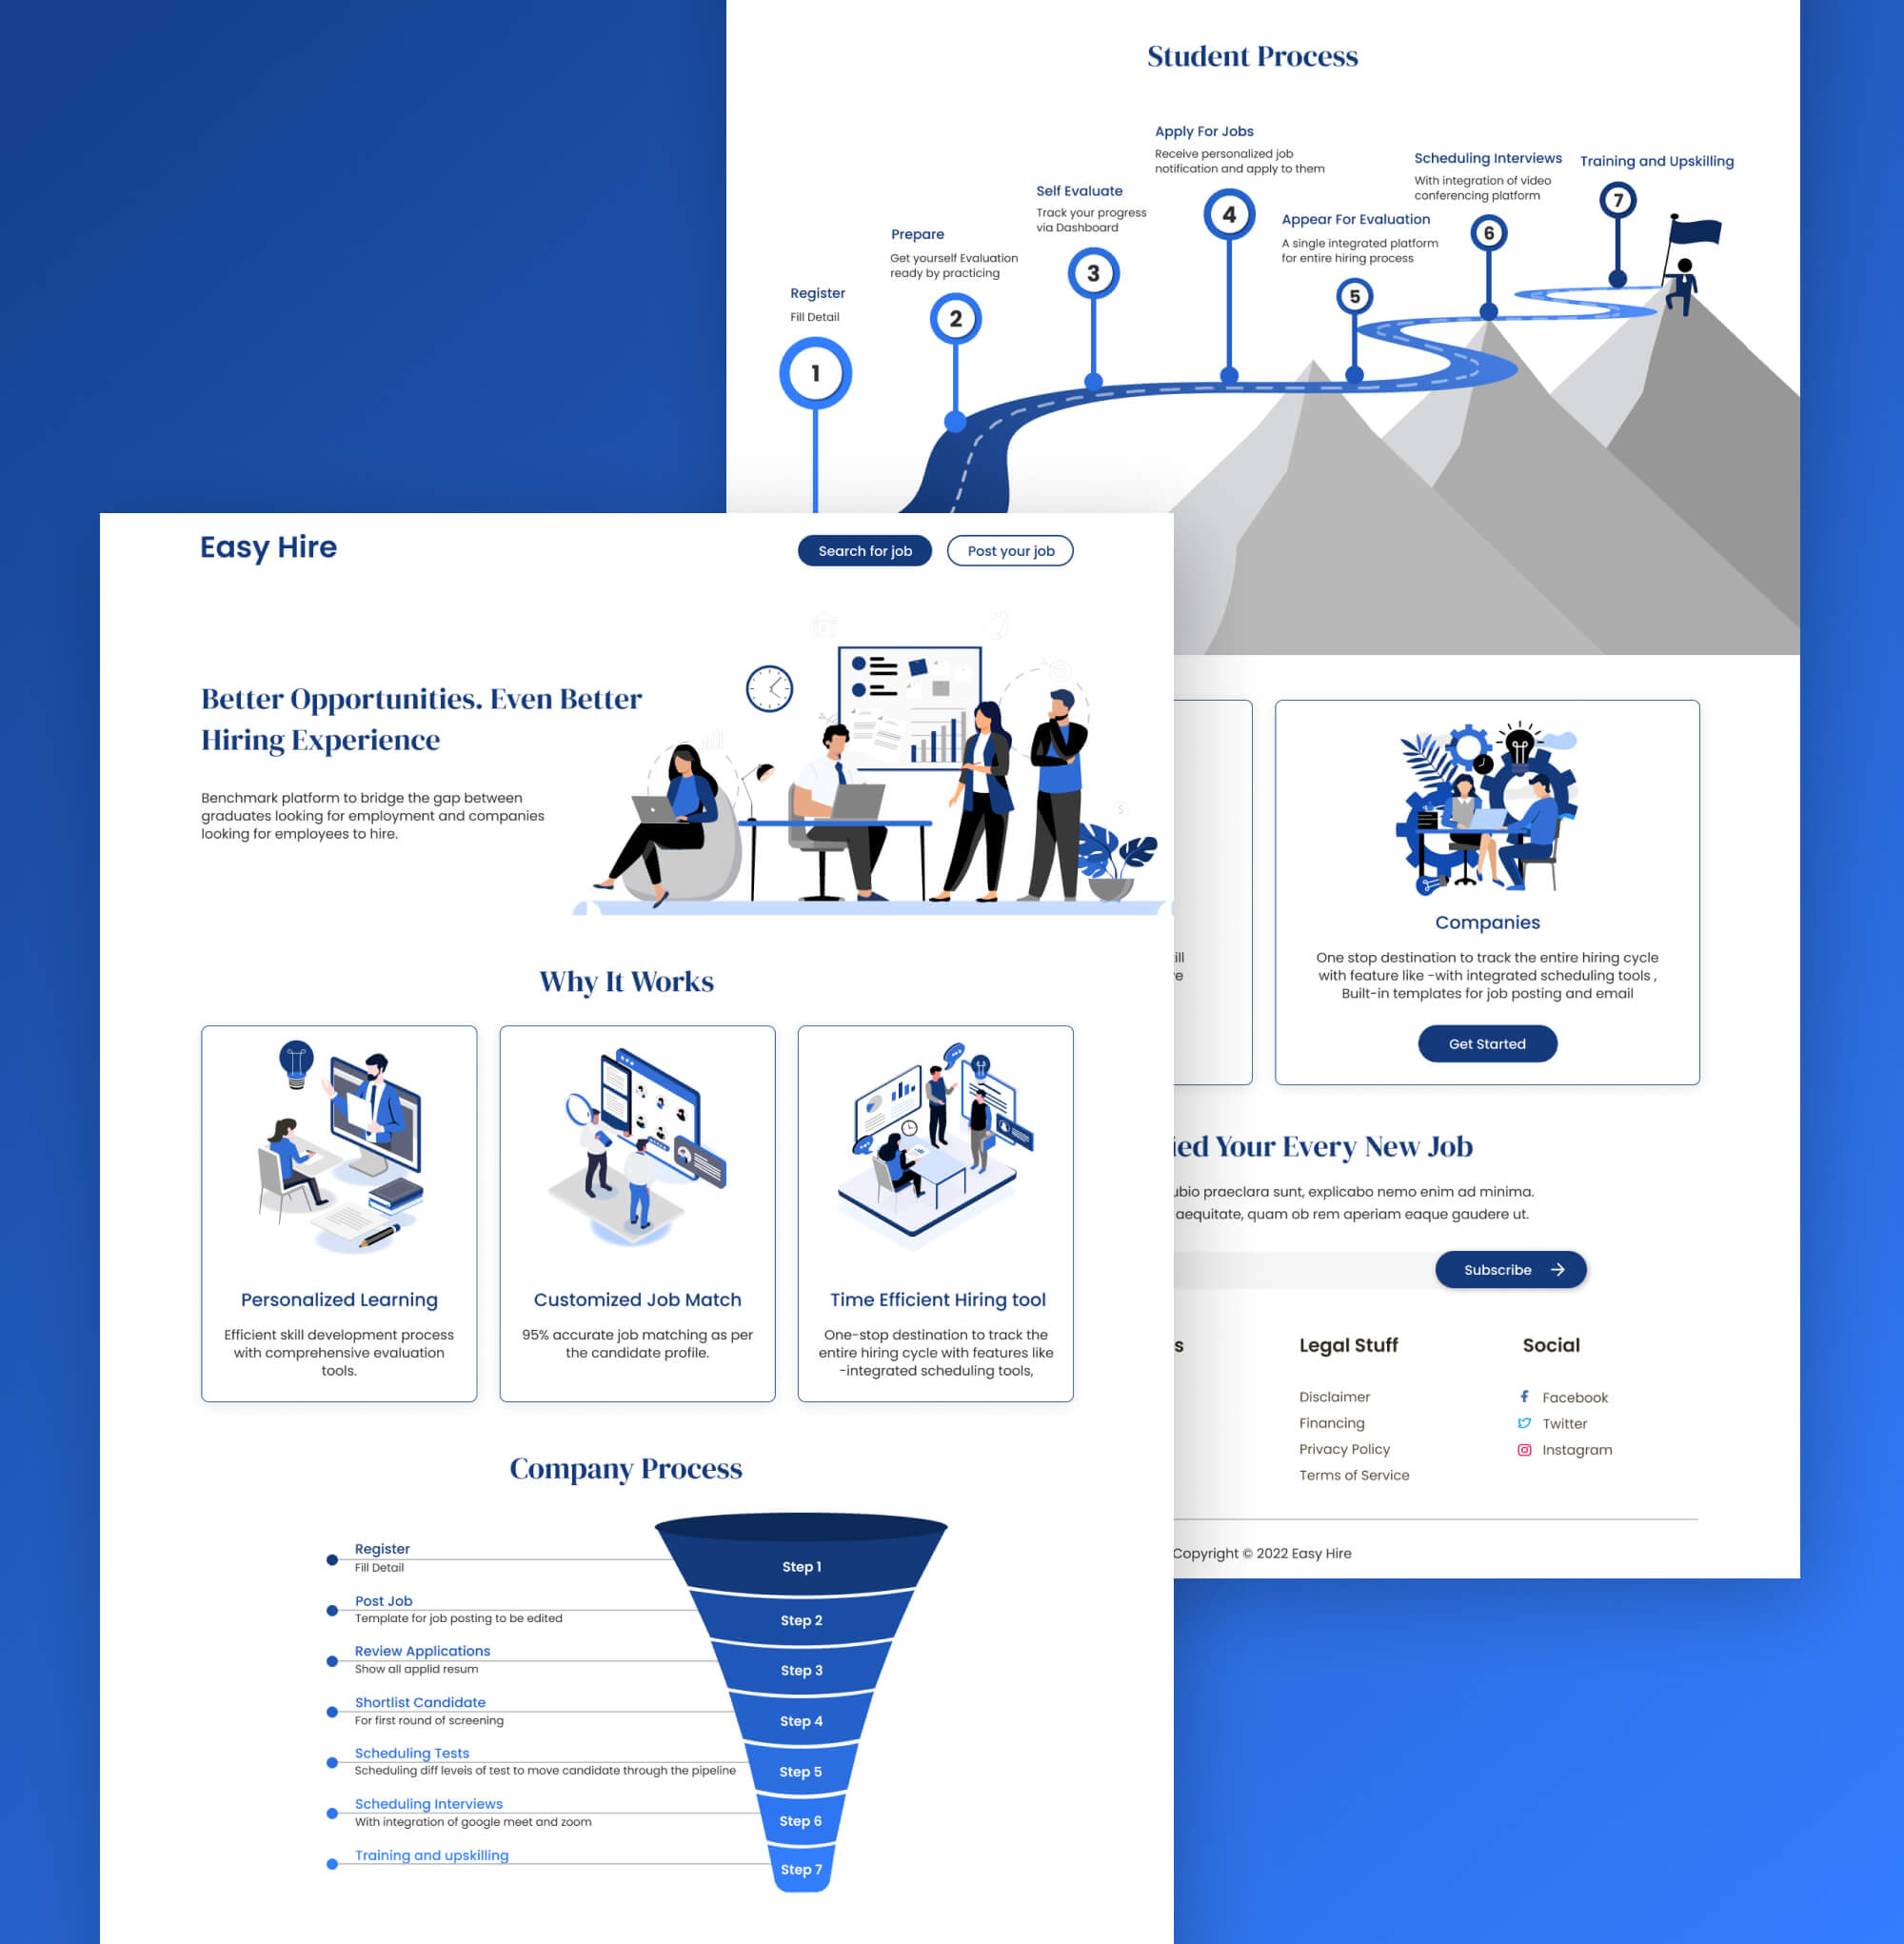 Student Process
Apply For Jobs
Receive personalized job
notification and apply to them
Scheduling Interviews
With integration of video
conferencing platform
Training and Upskilling
Self Evaluate
Track your progress
via Dashboard
Appear For Evaluation
A single integrated platform
for entire hiring process
Prepare
Get yourself Evaluation
ready by practicing
Register
Fill Detail
1
2
3
4
5
6
7
Easy Hire
Search for job
Post your job
Better Opportunities. Even Better
Hiring Experience
Benchmark platform to bridge the gap between
graduates looking for employment and companies
looking for employees to hire.
Why It Works
Personalized Learning
Efficient skill development process
with comprehensive evaluation
tools.
Customized Job Match
95% accurate job matching as per
the candidate profile.
Time Efficient Hiring tool
One-stop destination to track the
entire hiring cycle with features like
-integrated scheduling tools,
Company Process
Register
Fill Detail
Step 1
Post Job
Template for job posting to be edited
Step 2
Review Applications
Show all applid resum
Step 3
Shortlist Candidate
For first round of screening
Step 4
Scheduling Tests
Scheduling diff levels of test to move candidate through the pipeline
Step 5
Scheduling Interviews
With integration of google meet and zoom
Step 6
Training and upskilling
Step 7
Companies
One stop destination to track the entire hiring cycle
with feature like -with integrated scheduling tools ,
Built-in templates for job posting and email
Get Started
Your Every New Job
praeclara sunt, explicabo nemo enim ad minima.
aequitate, quam ob rem aperiam eaque gaudere ut.
Subscribe
Legal Stuff
Disclaimer
Financing
Privacy Policy
Terms of Service
Social
Facebook
Twitter
Instagram
Copyright © 2022 Easy Hire